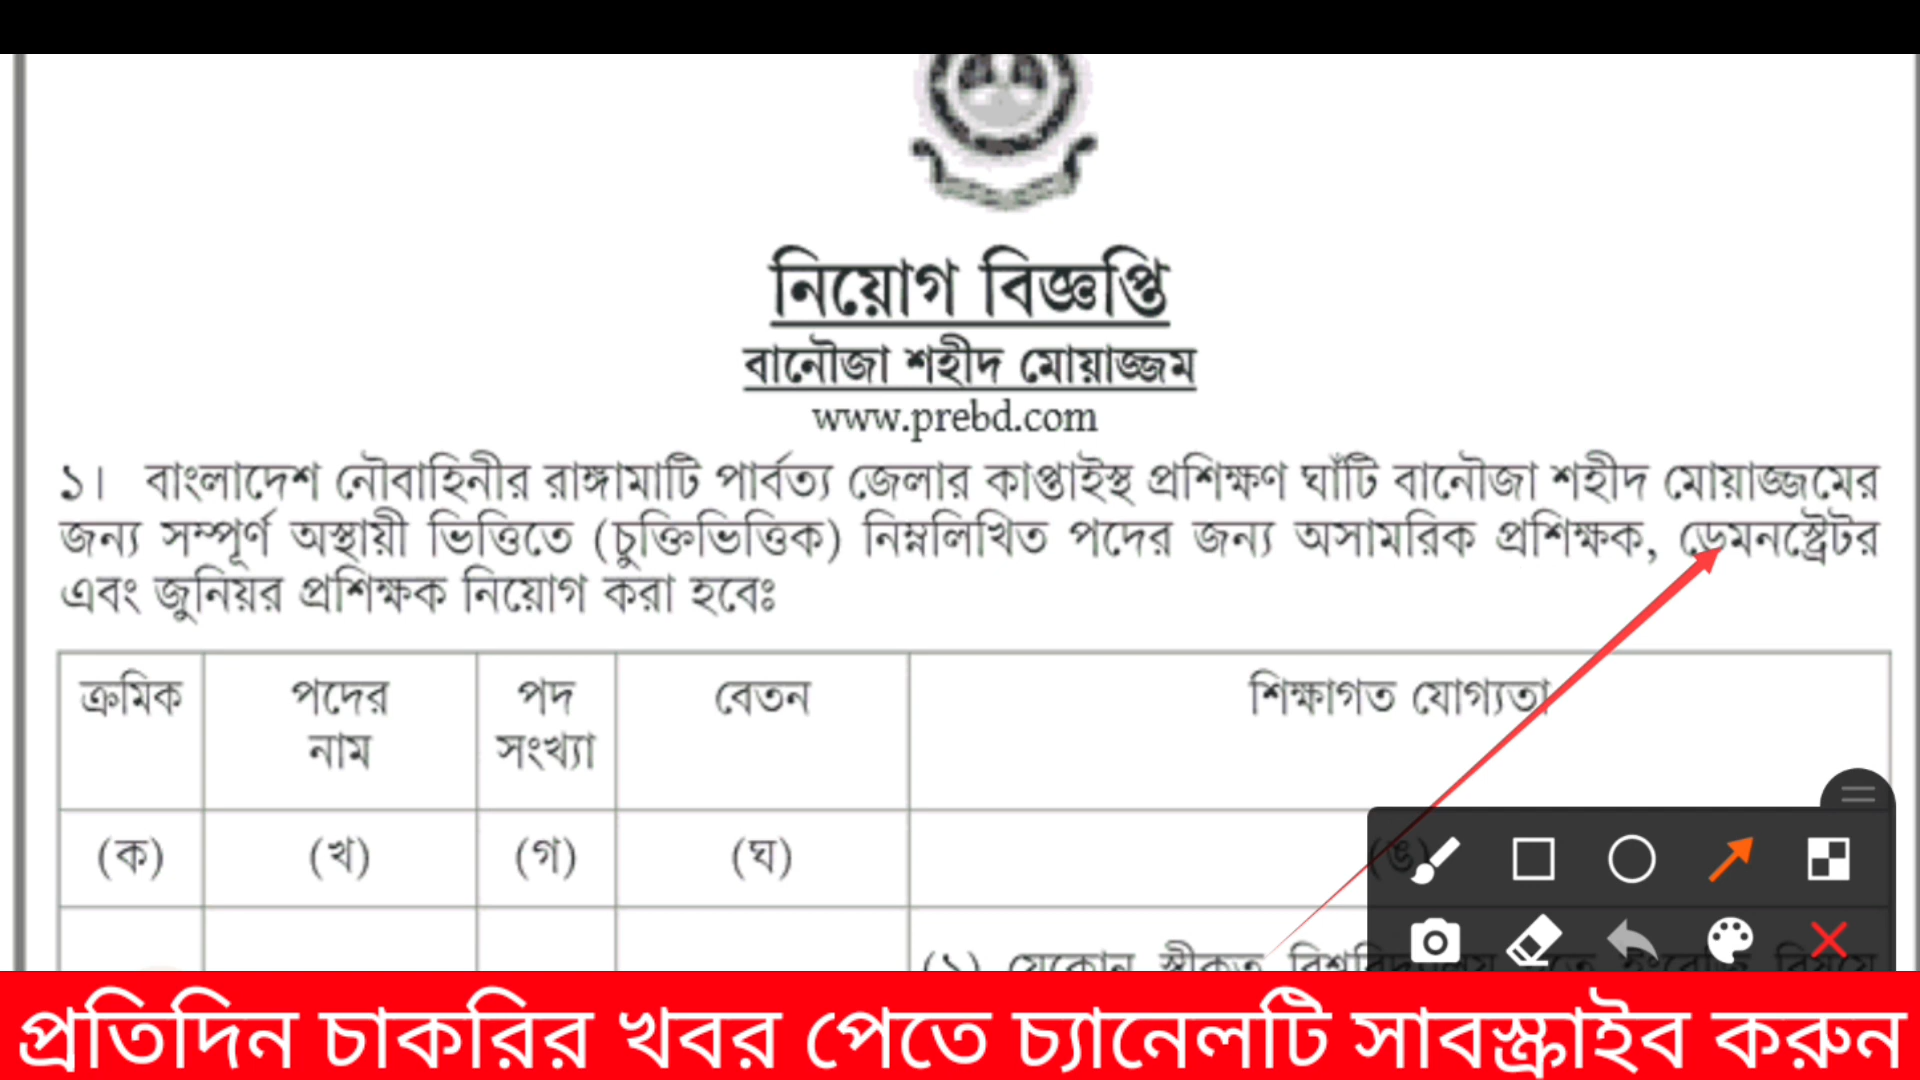 নিয়োগ বিজ্ঞপ্তি
বানৌজা শহীদ মোয়াজ্জম
www.prebd.com
১। বাংলাদেশ নৌবাহিনীর রাঙ্গামাটি পার্বত্য জেলার কাপ্তাইস্থ প্রশিক্ষণ ঘাঁটি বানৌজা শহীদ মোয়াজ্জমের
জন্য সম্পূর্ণ অস্থায়ী ভিত্তিতে (চুক্তিভিত্তিক) নিম্নলিখিত পদের জন্য অসামরিক প্রশিক্ষক, ডেমনস্ট্রেটর
এবং জুনিয়র প্রশিক্ষক নিয়োগ করা হবেঃ
ক্রমিক পদের পদ বেতন শিক্ষাগত যোগ্যতা
নাম সংখ্যা
(ক) (খ) (গ) (ঘ) (ঙ)
(১) যেকোন স্বীকৃত
প্রতিদিন চাকরির খবর পেতে চ্যানেলটি সাবস্ক্রাইব করুন